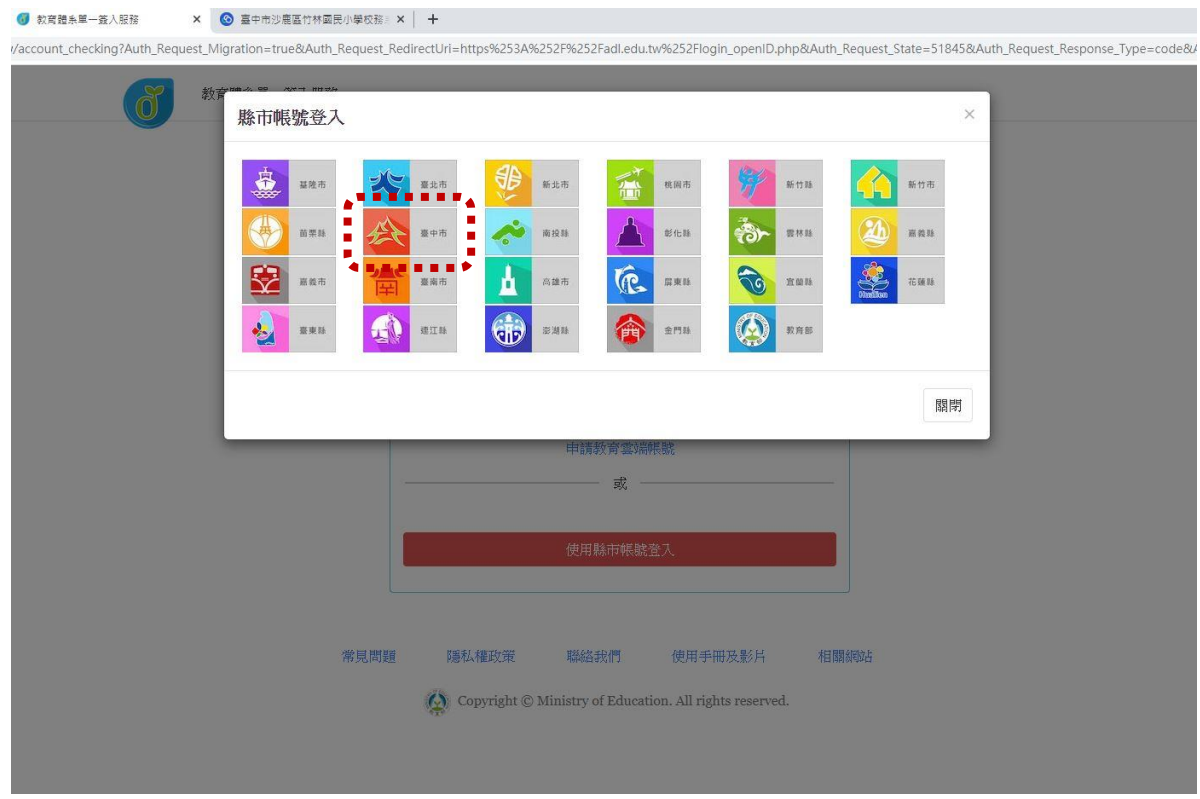 教育體系單一簽入服務 × 臺中市沙鹿區竹林國民小學校務 × +
/account_checking?Auth_Request_Migration=true&Auth_Request_RedirectUri=https%253A%252F%252Fadl.edu.tw%252Flogin_openID.php&Auth_Request_State=51845&Auth_Request_Response_Type=code&A
縣市帳號登入 ×
基隆市 臺北市 新北市 桃園市 新竹縣 新竹市
苗栗縣 臺中市 南投縣 彰化縣 雲林縣 嘉義縣
嘉義市 臺南市 高雄市 屏東縣 宜蘭縣 花蓮縣
臺東縣 連江縣 澎湖縣 金門縣 教育部
關閉
申請教育雲端帳號
或
使用縣市帳號登入
常見問題 隱私權政策 聯絡我們 使用手冊及影片 相關網站
Copyright © Ministry of Education. All rights reserved.